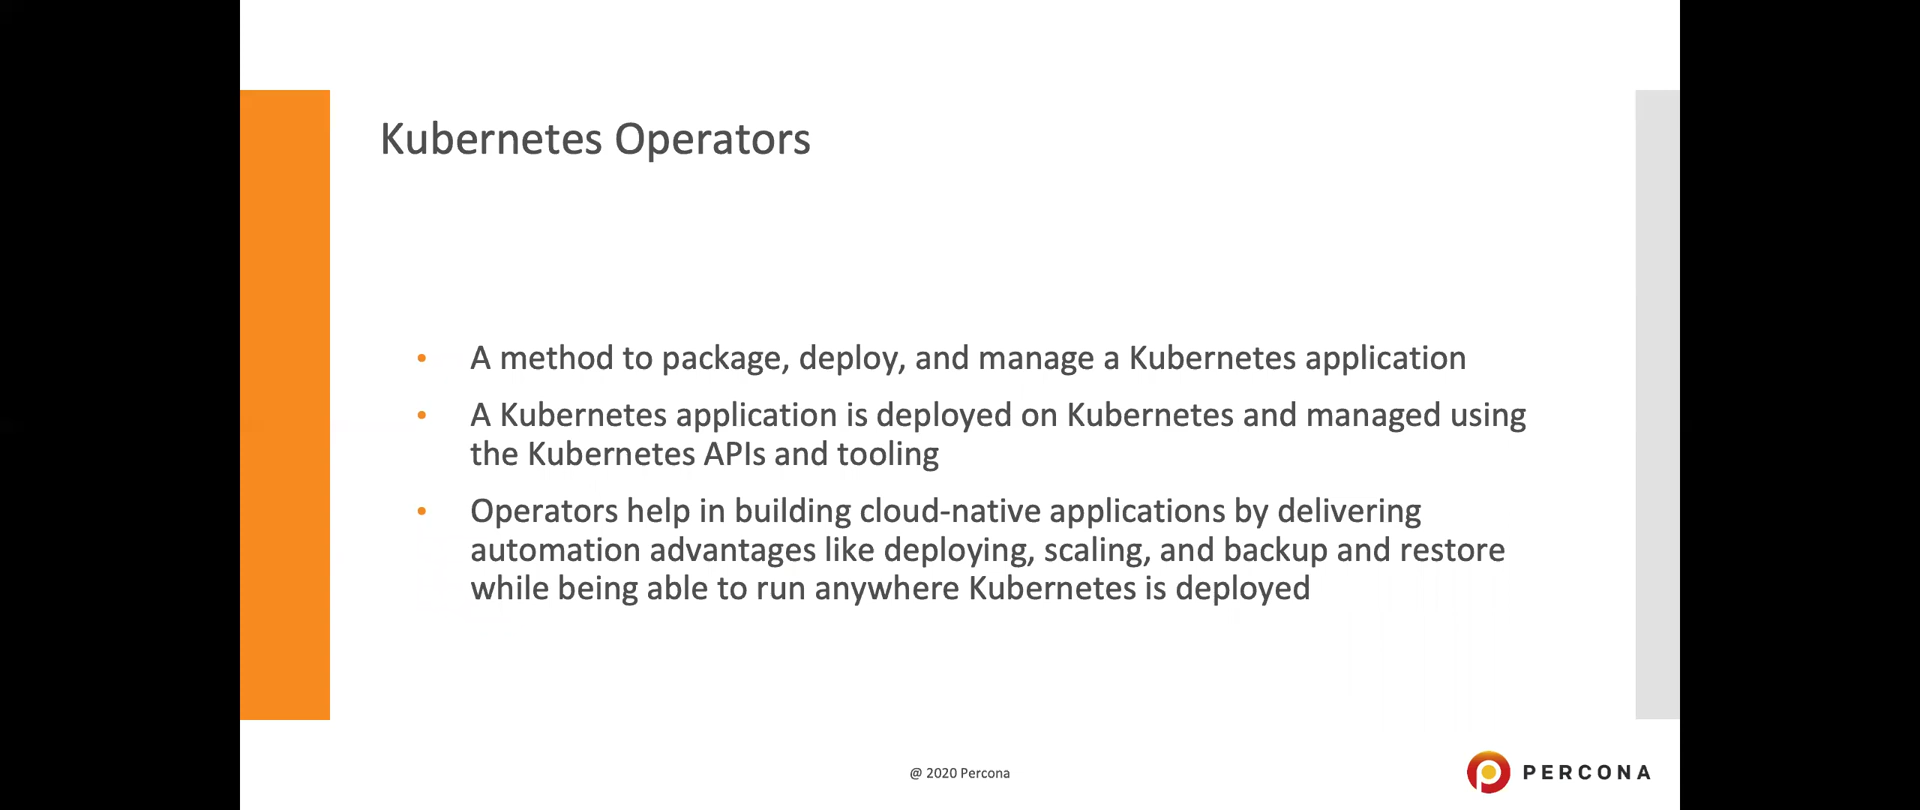 Kubernetes Operators
• A method to package, deploy, and manage a Kubernetes application
• A Kubernetes application is deployed on Kubernetes and managed using
the Kubernetes APIs and tooling
• Operators help in building cloud-native applications by delivering
automation advantages like deploying, scaling, and backup and restore
while being able to run anywhere Kubernetes is deployed
@ 2020 Percona
PERCONA